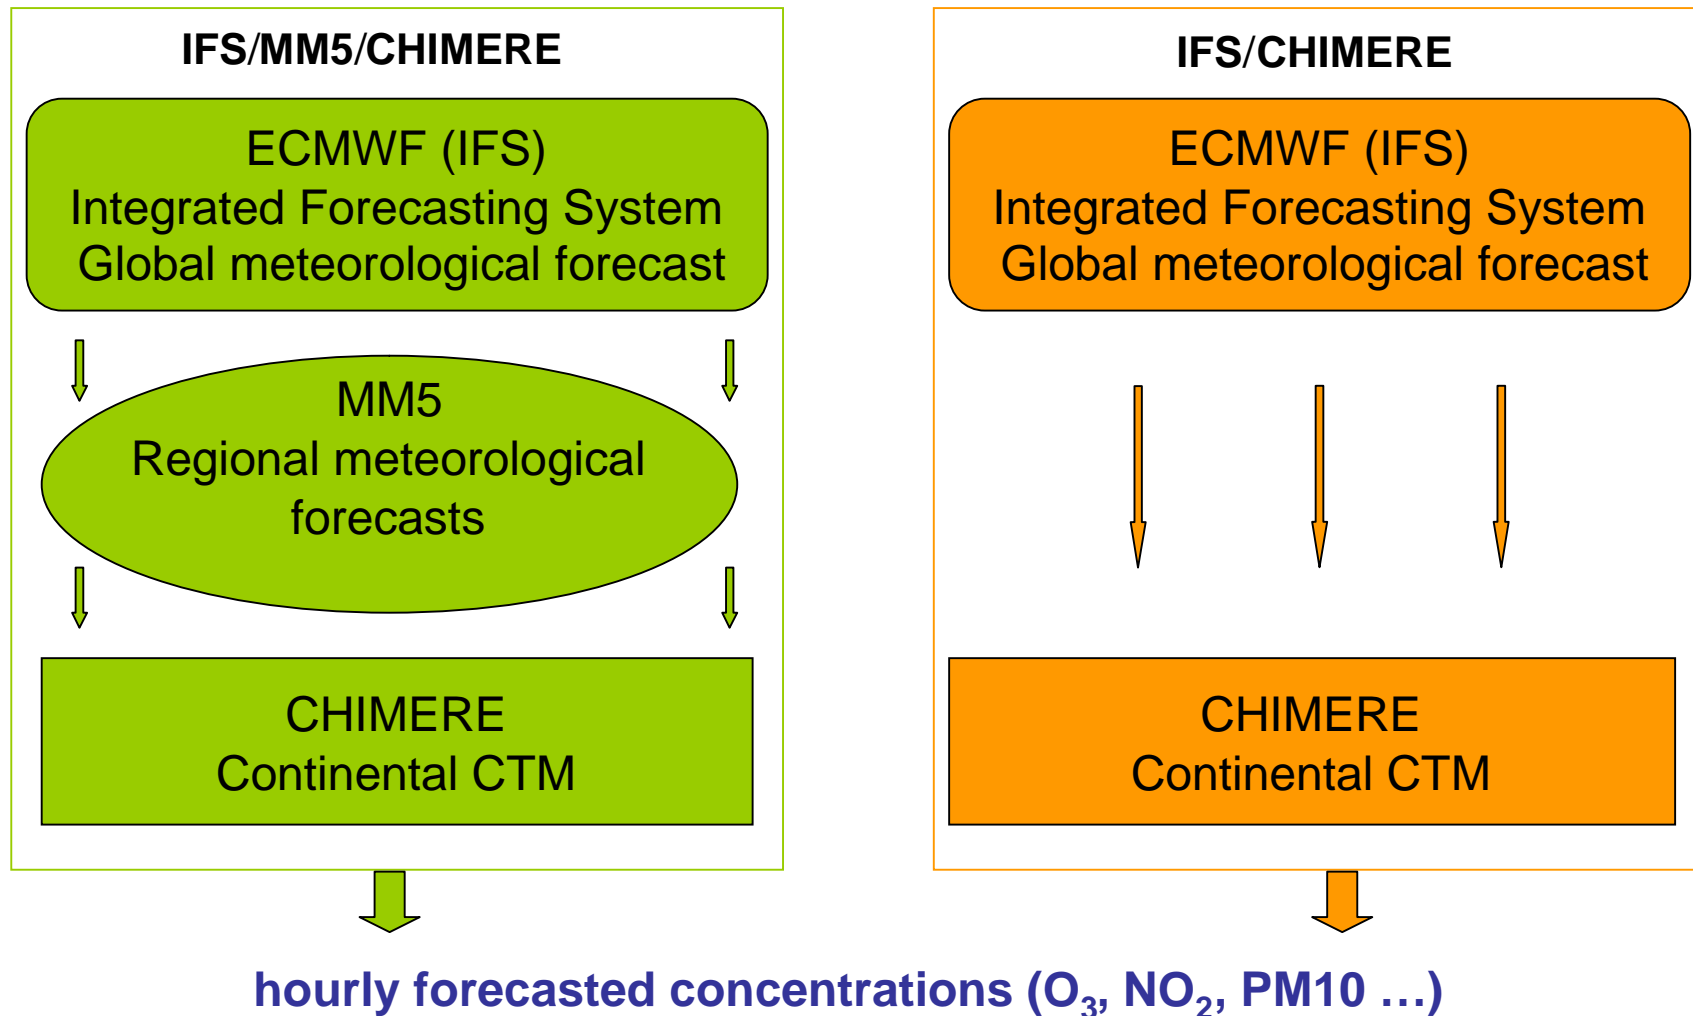 IFS/MM5/CHIMERE
ECMWF (IFS)
Integrated Forecasting System
Global meteorological forecast
MM5
Regional meteorological
forecasts
CHIMERE
Continental CTM
IFS/CHIMERE
ECMWF (IFS)
Integrated Forecasting System
Global meteorological forecast
CHIMERE
Continental CTM
hourly forecasted concentrations (O₃, NO₂, PM10 …)